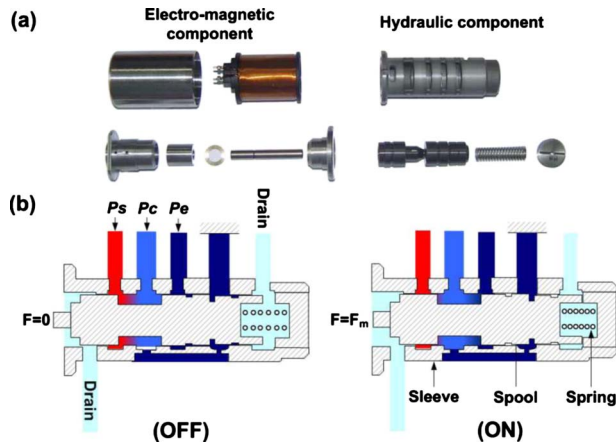 (a)
Electro-magnetic
component
Hydraulic component
(b)
Ps
Pc
Pe
Drain
F=0
Drain
(OFF)
F=Fm
Sleeve
Spool
Spring
(ON)